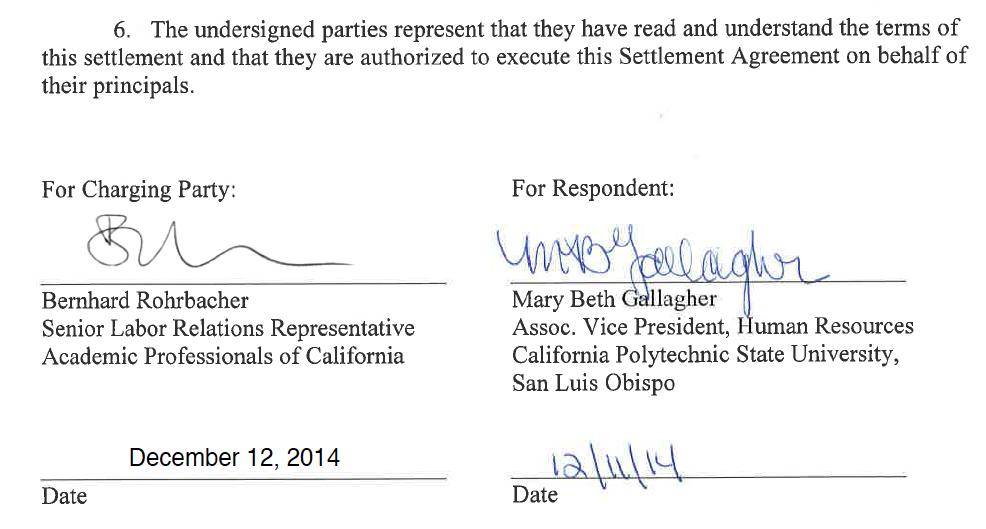 6. The undersigned parties represent that they have read and understand the terms of
this settlement and that they are authorized to execute this Settlement Agreement on behalf of
their principals.
For Charging Party:
Bernhard Rohrbacher
Senior Labor Relations Representative
Academic Professionals of California
December 12, 2014
Date
For Respondent:
MB Gallagher
Mary Beth Gallagher
Assoc. Vice President, Human Resources
California Polytechnic State University,
San Luis Obispo
12/11/14
Date